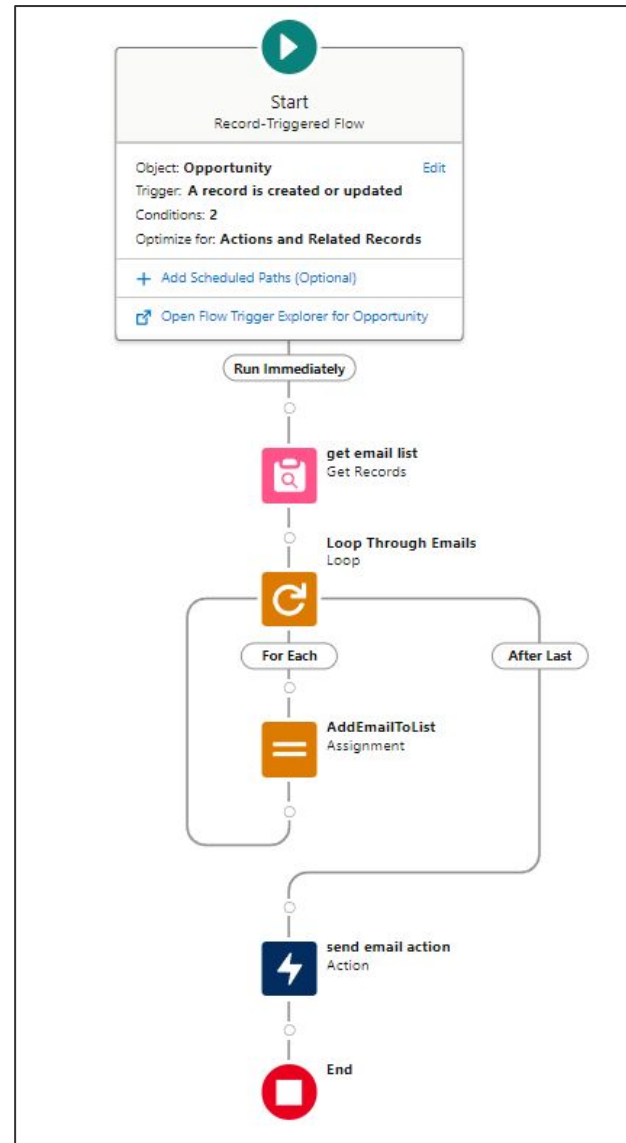 Start
Record-Triggered Flow
Object: Opportunity Edit
Trigger: A record is created or updated
Conditions: 2
Optimize for: Actions and Related Records
+ Add Scheduled Paths (Optional)
Open Flow Trigger Explorer for Opportunity
Run Immediately
get email list
Get Records
Loop Through Emails
Loop
For Each
After Last
AddEmailToList
Assignment
send email action
Action
End